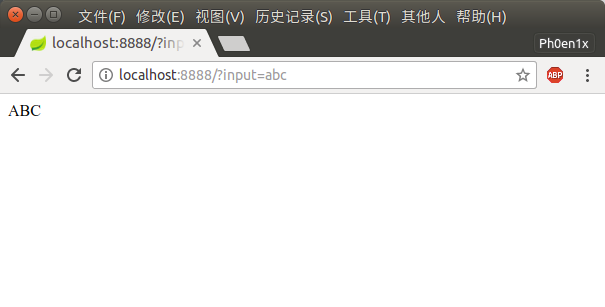 文件(F) 修改(E) 视图(V) 历史记录(S) 工具(T) 其他人 帮助(H)
localhost:8888/?inp
Ph0en1x
localhost:8888/?input=abc
ABP
ABC